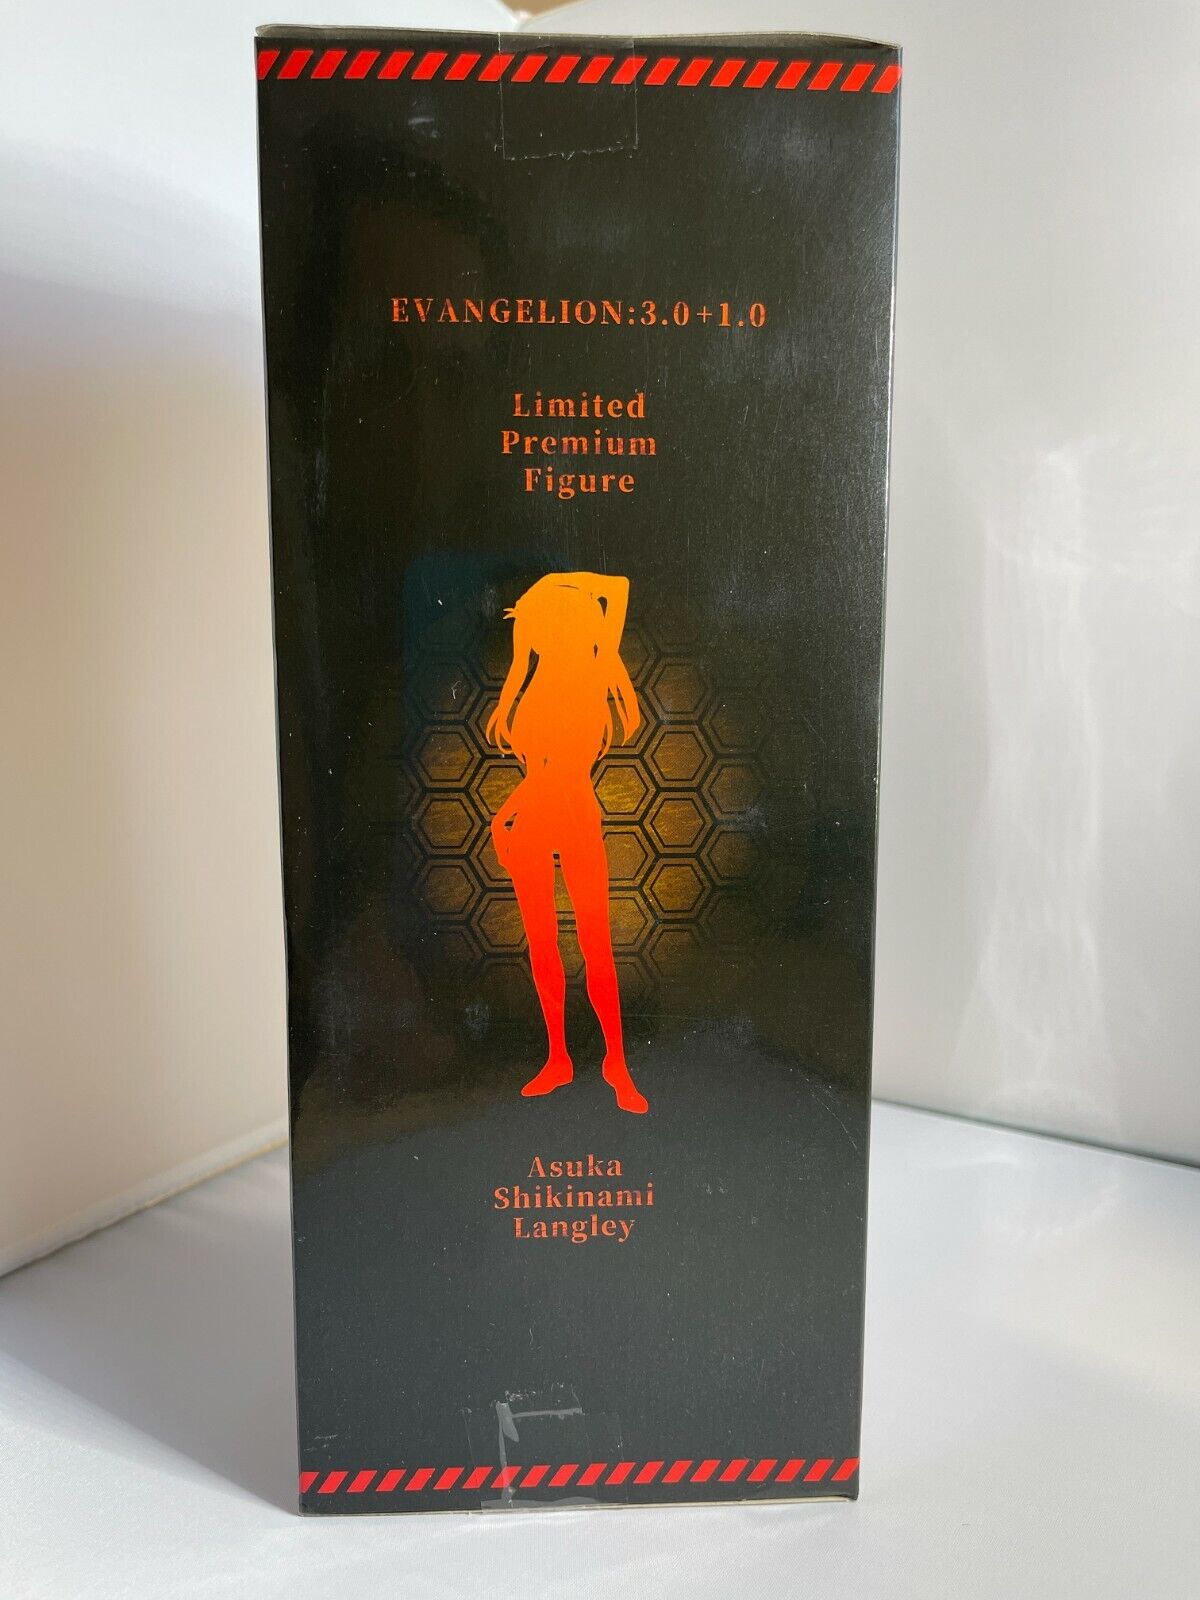 EVANGELION:3.0+1.0
Limited
Premium
Figure
Asuka
Shikinami
Langley